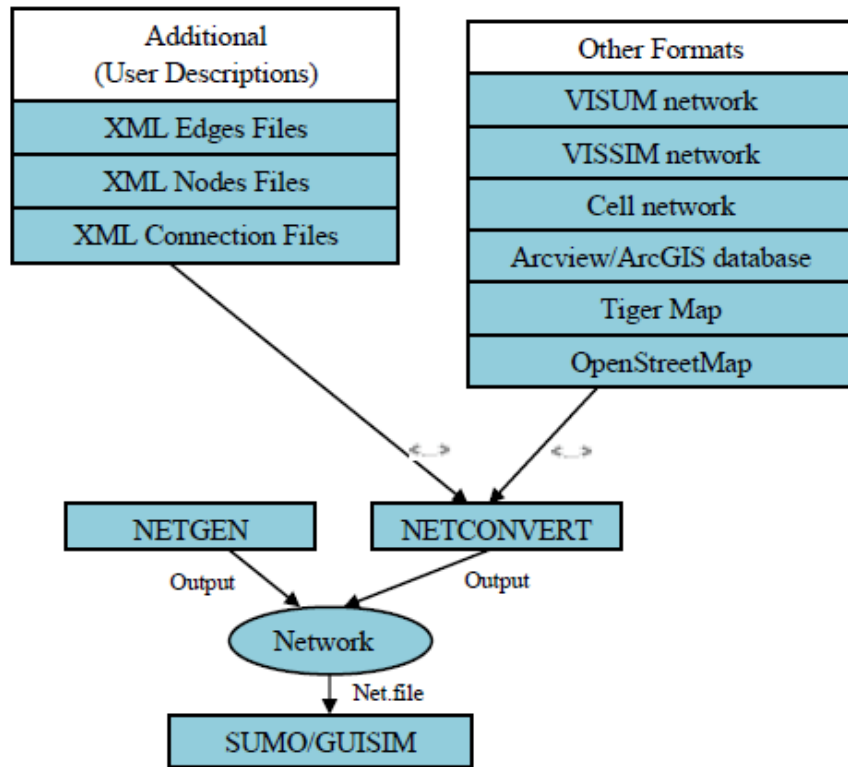 Additional
(User Descriptions)
XML Edges Files
XML Nodes Files
XML Connection Files
Other Formats
VISUM network
VISSIM network
Cell network
Arcview/ArcGIS database
Tiger Map
OpenStreetMap
<...>
<...>
NETGEN
NETCONVERT
Output
Output
Network
Net.file
SUMO/GUISIM